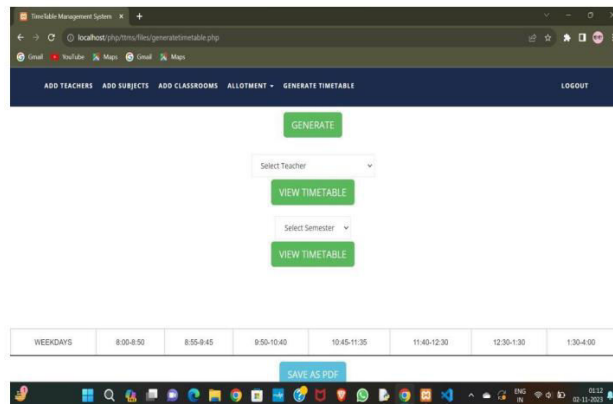 TimeTable Management System
localhost/php/ttms/files/generatetimetable.php
Gmail YouTube Maps Gmail Maps
ADD TEACHERS ADD SUBJECTS ADD CLASSROOMS ALLOTMENT GENERATE TIMETABLE LOGOUT
GENERATE
Select Teacher
VIEW TIMETABLE
Select Semester
VIEW TIMETABLE
WEEKDAYS 8:00-8:50 8:55-9:45 9:50-10:40 10:45-11:35 11:40-12:30 12:30-1:30 1:30-4:00
SAVE AS PDF
ENG 01:12
IN 02-11-2023